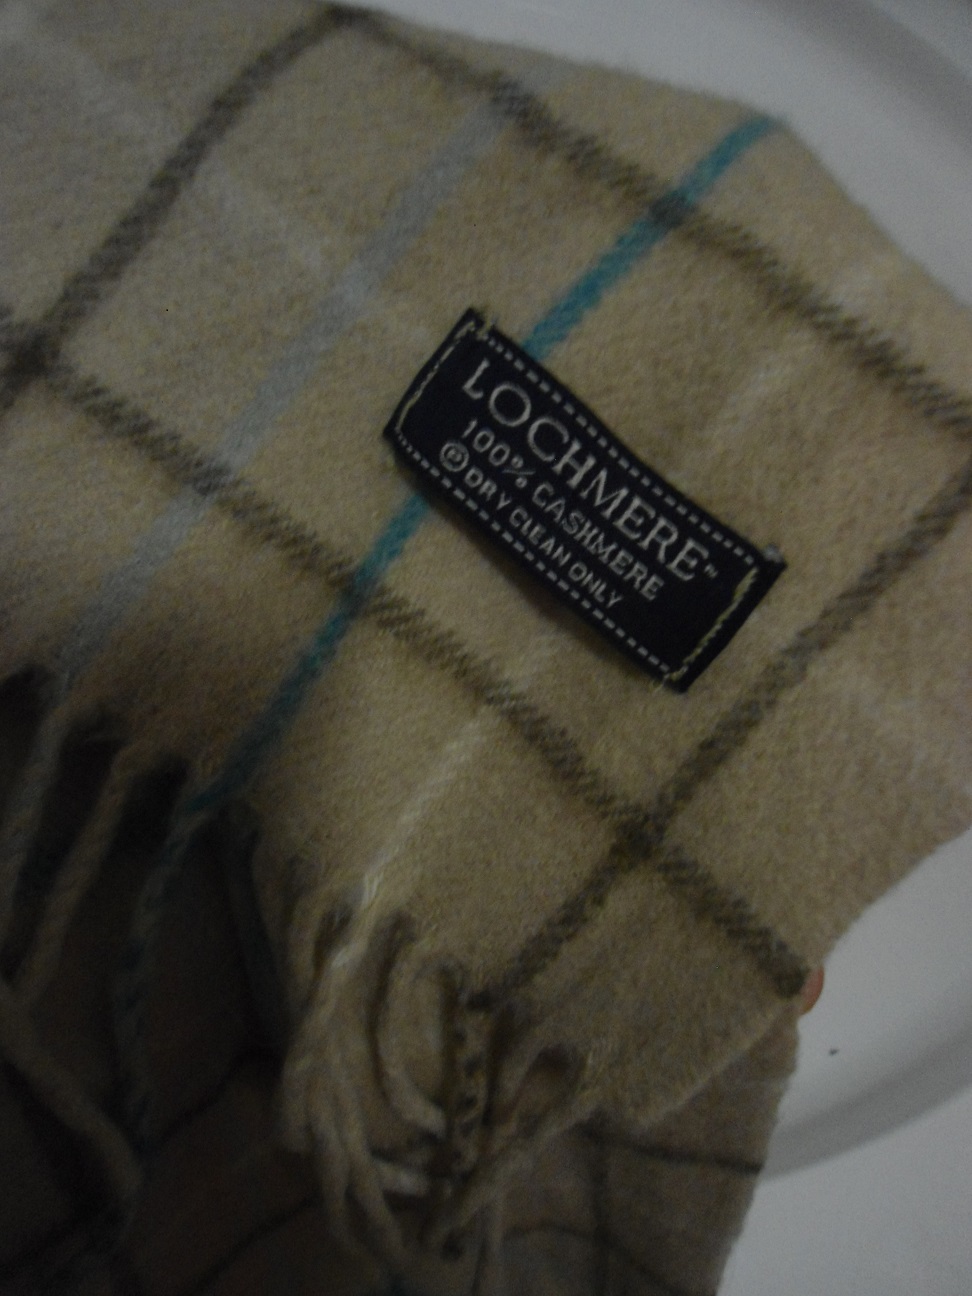 LOCHMERE™
100% CASHMERE
Ⓟ DRY CLEAN ONLY